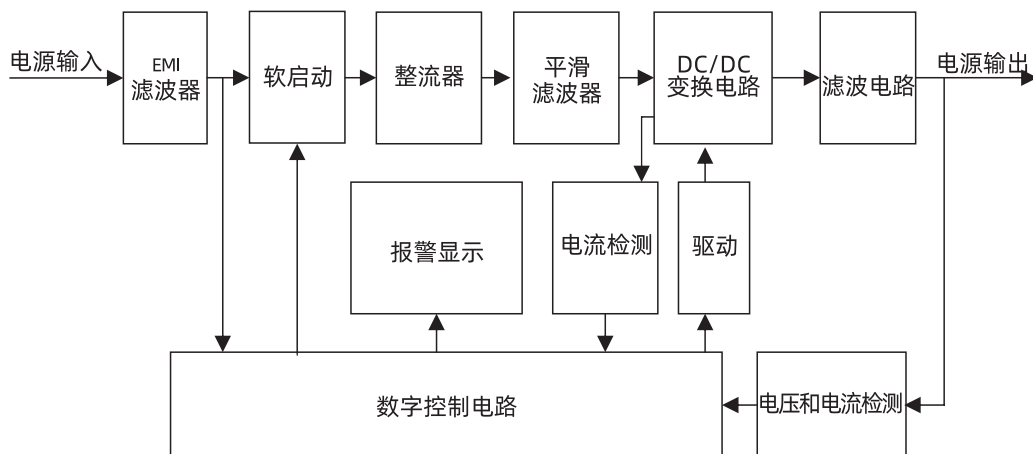 电源输入
EMI
滤波器
软启动
整流器
平滑
滤波器
DC/DC
变换电路
滤波电路
电源输出
报警显示
电流检测
驱动
数字控制电路
电压和电流检测